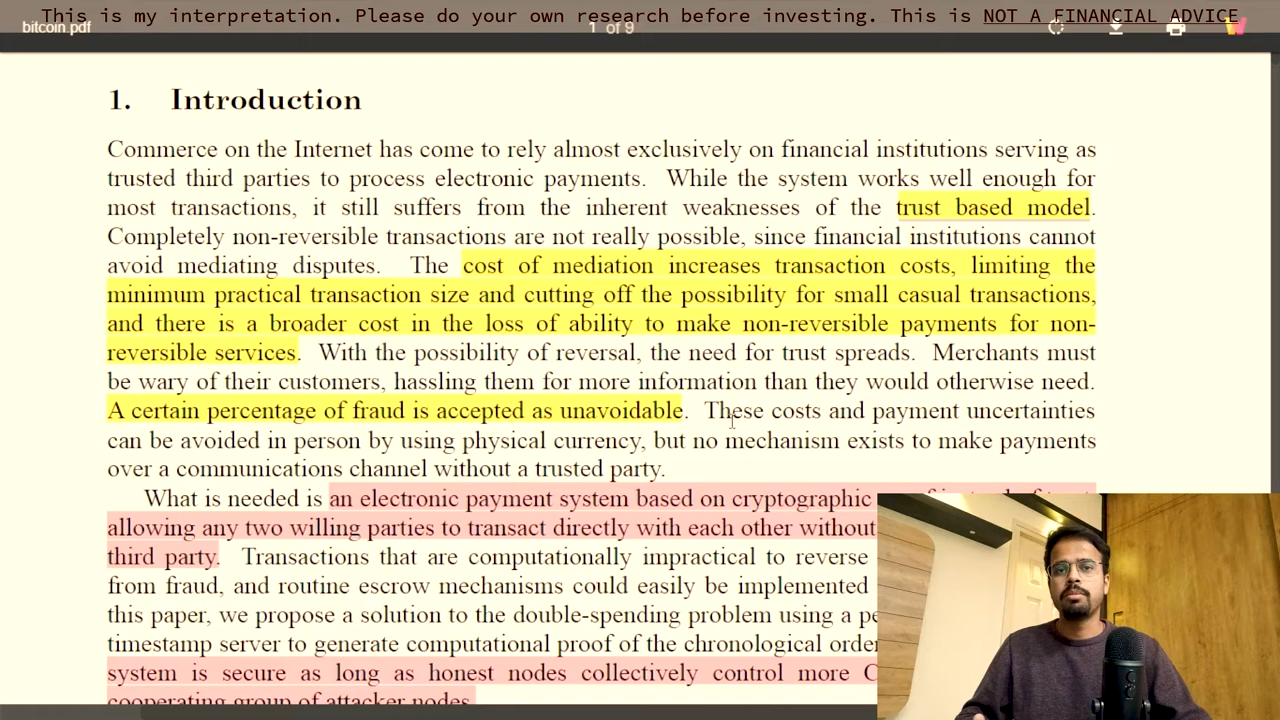 This is my interpretation. Please do your own research before investing. This is NOT A FINANCIAL ADVICE
bitcoin.pdf
1 of 9
1. Introduction
Commerce on the Internet has come to rely almost exclusively on financial institutions serving as
trusted third parties to process electronic payments. While the system works well enough for
most transactions, it still suffers from the inherent weaknesses of the trust based model.
Completely non-reversible transactions are not really possible, since financial institutions cannot
avoid mediating disputes. The cost of mediation increases transaction costs, limiting the
minimum practical transaction size and cutting off the possibility for small casual transactions,
and there is a broader cost in the loss of ability to make non-reversible payments for non-
reversible services. With the possibility of reversal, the need for trust spreads. Merchants must
be wary of their customers, hassling them for more information than they would otherwise need.
A certain percentage of fraud is accepted as unavoidable. These costs and payment uncertainties
can be avoided in person by using physical currency, but no mechanism exists to make payments
over a communications channel without a trusted party.
What is needed is an electronic payment system based on cryptographic
allowing any two willing parties to transact directly with each other without
third party. Transactions that are computationally impractical to reverse
from fraud, and routine escrow mechanisms could easily be implemented
this paper, we propose a solution to the double-spending problem using a pe
timestamp server to generate computational proof of the chronological order
system is secure as long as honest nodes collectively control more C
cooperating group of attacker nodes.